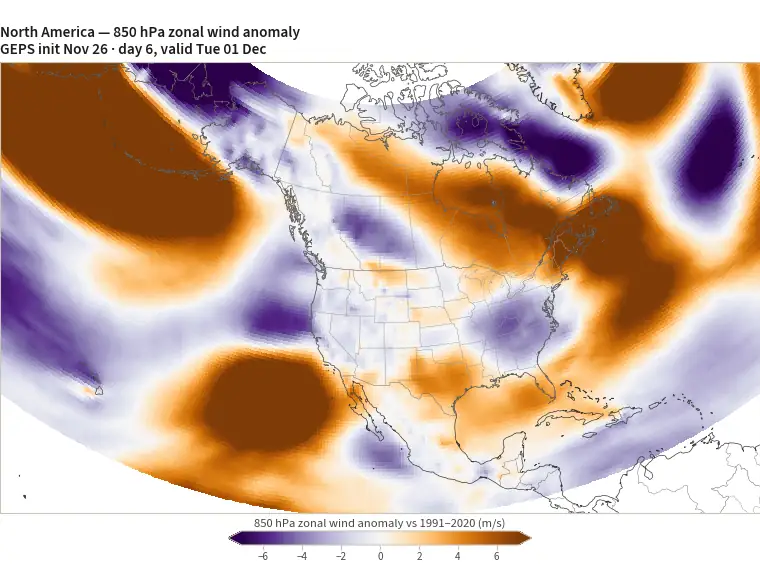 North America — 850 hPa zonal wind anomaly
GEPS init Nov 26 · day 6, valid Tue 01 Dec
850 hPa zonal wind anomaly vs 1991–2020 (m/s)
−6 −4 −2 0 2 4 6